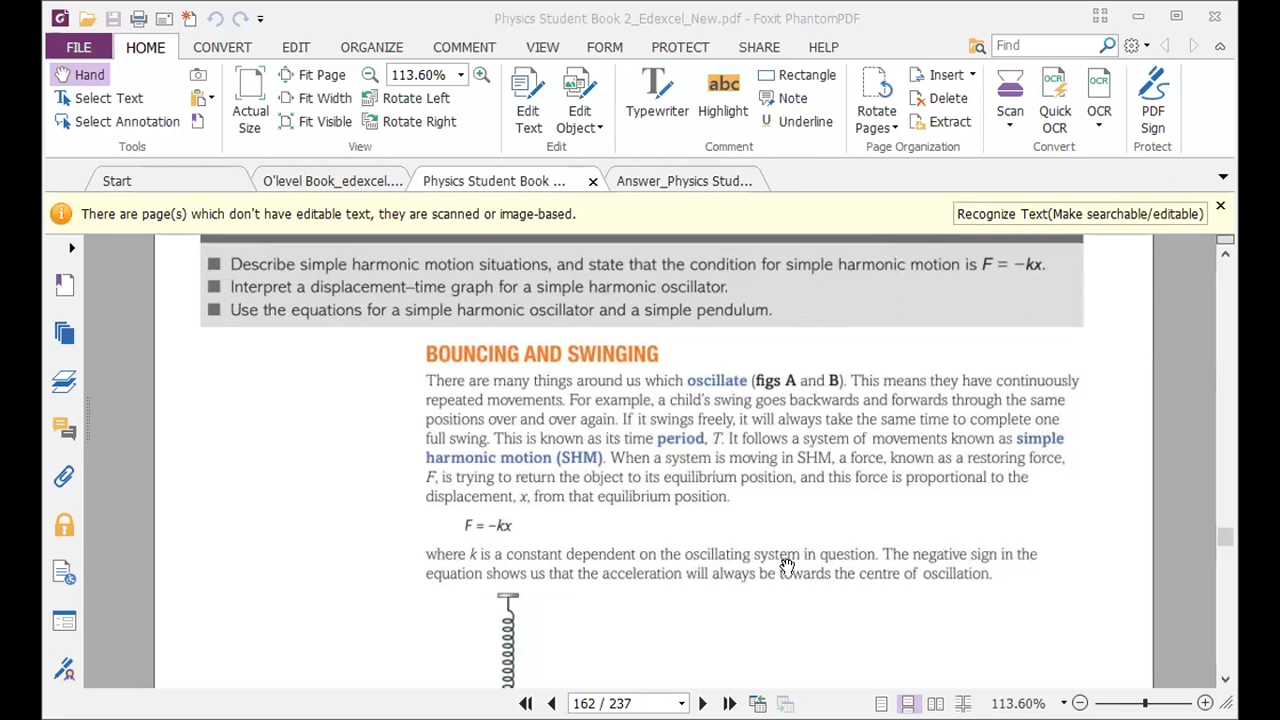 Physics Student Book 2_Edexcel_New.pdf - Foxit PhantomPDF
FILE HOME CONVERT EDIT ORGANIZE COMMENT VIEW FORM PROTECT SHARE HELP Find
Hand
Select Text
Select Annotation
Tools
Actual Size
Fit Page
Fit Width
Fit Visible
113.60%
Rotate Left
Rotate Right
View
Edit Text
Edit Object
Edit
Typewriter
abc
Highlight
Rectangle
Note
Underline
Comment
Rotate Pages
Insert
Delete
Extract
Page Organization
Scan
OCR
Quick OCR
OCR
OCR
Convert
PDF Sign
Protect
Start O'level Book_edexcel.... Physics Student Book ... Answer_Physics Stud...
There are page(s) which don't have editable text, they are scanned or image-based. Recognize Text(Make searchable/editable)
Describe simple harmonic motion situations, and state that the condition for simple harmonic motion is F = −kx.
Interpret a displacement–time graph for a simple harmonic oscillator.
Use the equations for a simple harmonic oscillator and a simple pendulum.
BOUNCING AND SWINGING
There are many things around us which oscillate (figs A and B). This means they have continuously
repeated movements. For example, a child's swing goes backwards and forwards through the same
positions over and over again. If it swings freely, it will always take the same time to complete one
full swing. This is known as its time period, T. It follows a system of movements known as simple
harmonic motion (SHM). When a system is moving in SHM, a force, known as a restoring force,
F, is trying to return the object to its equilibrium position, and this force is proportional to the
displacement, x, from that equilibrium position.
F = −kx
where k is a constant dependent on the oscillating system in question. The negative sign in the
equation shows us that the acceleration will always be towards the centre of oscillation.
162 / 237 113.60%